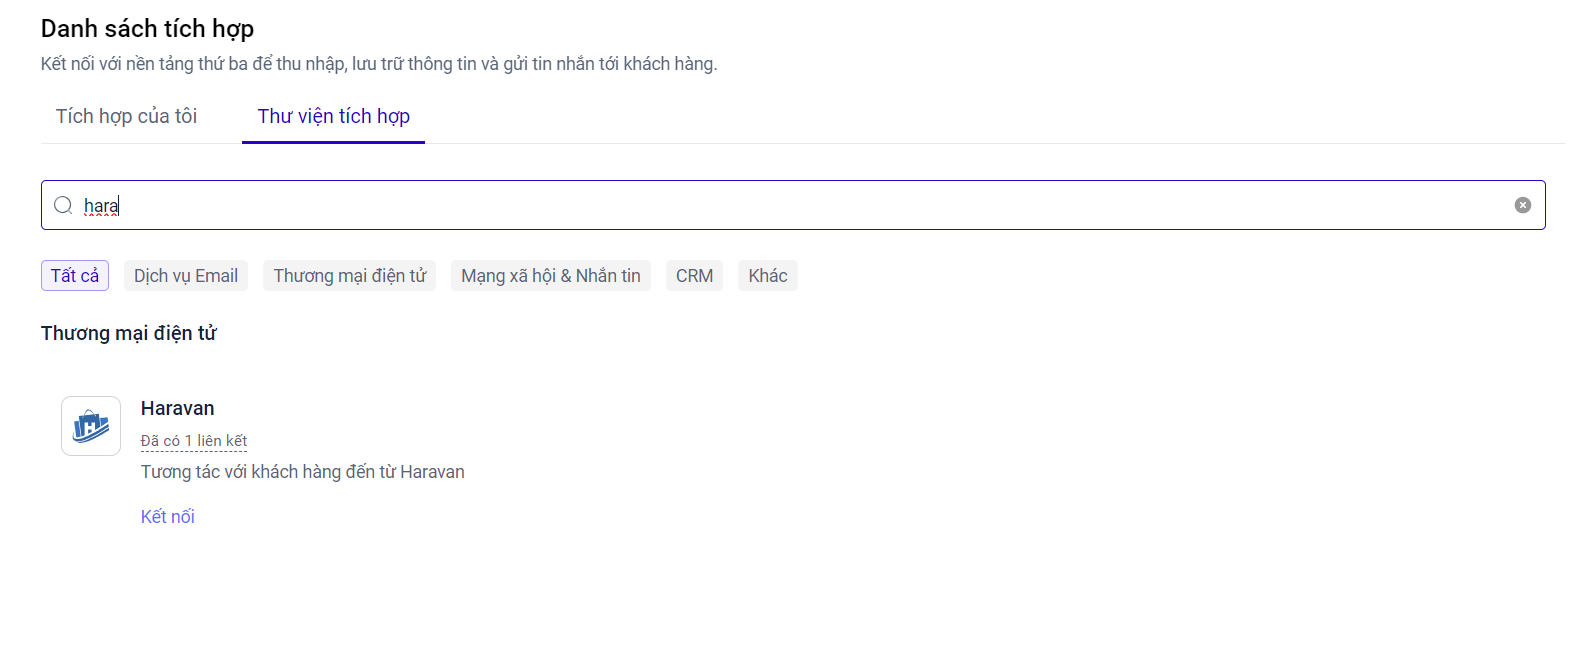 Danh sách tích hợp
Kết nối với nền tảng thứ ba để thu nhập, lưu trữ thông tin và gửi tin nhắn tới khách hàng.
Tích hợp của tôi Thư viện tích hợp
hara
Tất cả Dịch vụ Email Thương mại điện tử Mạng xã hội & Nhắn tin CRM Khác
Thương mại điện tử
Haravan
Đã có 1 liên kết
Tương tác với khách hàng đến từ Haravan
Kết nối